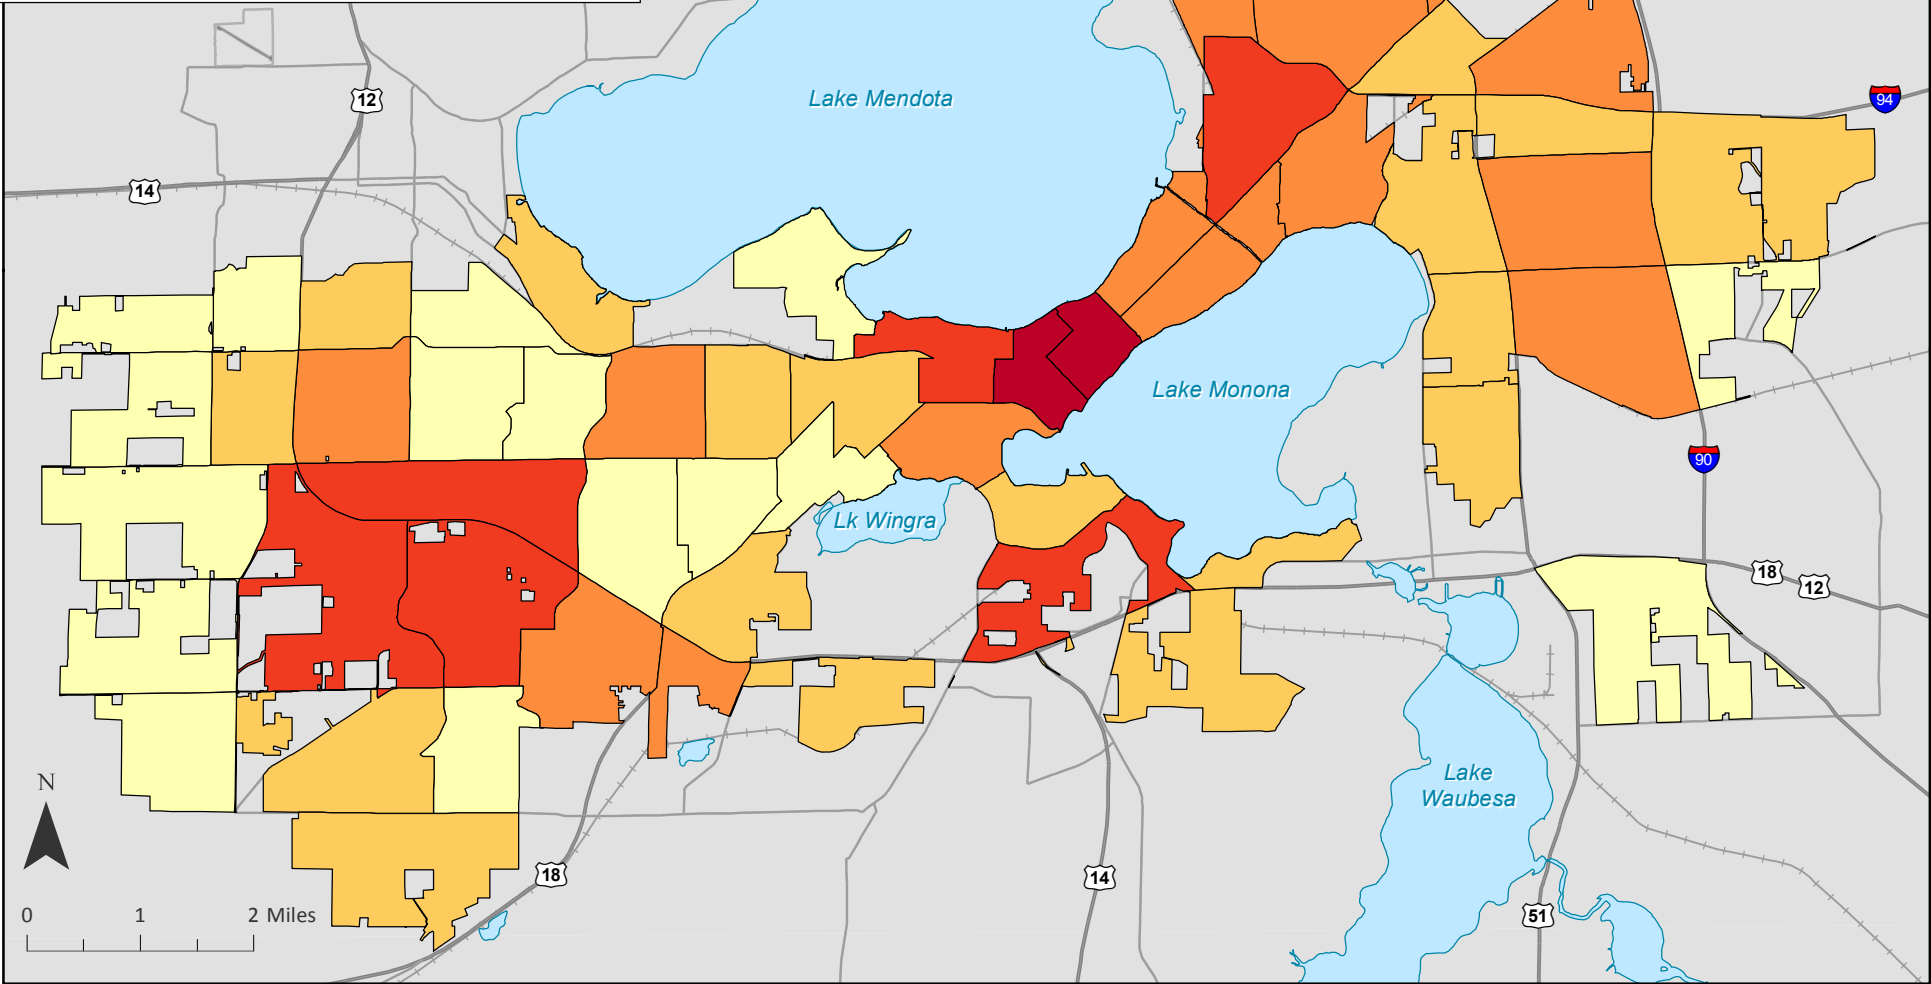 Lake Mendota
12
94
14
Lake Monona
90
Lk Wingra
18
12
N
Lake
Waubesa
18
14
0 1 2 Miles
51